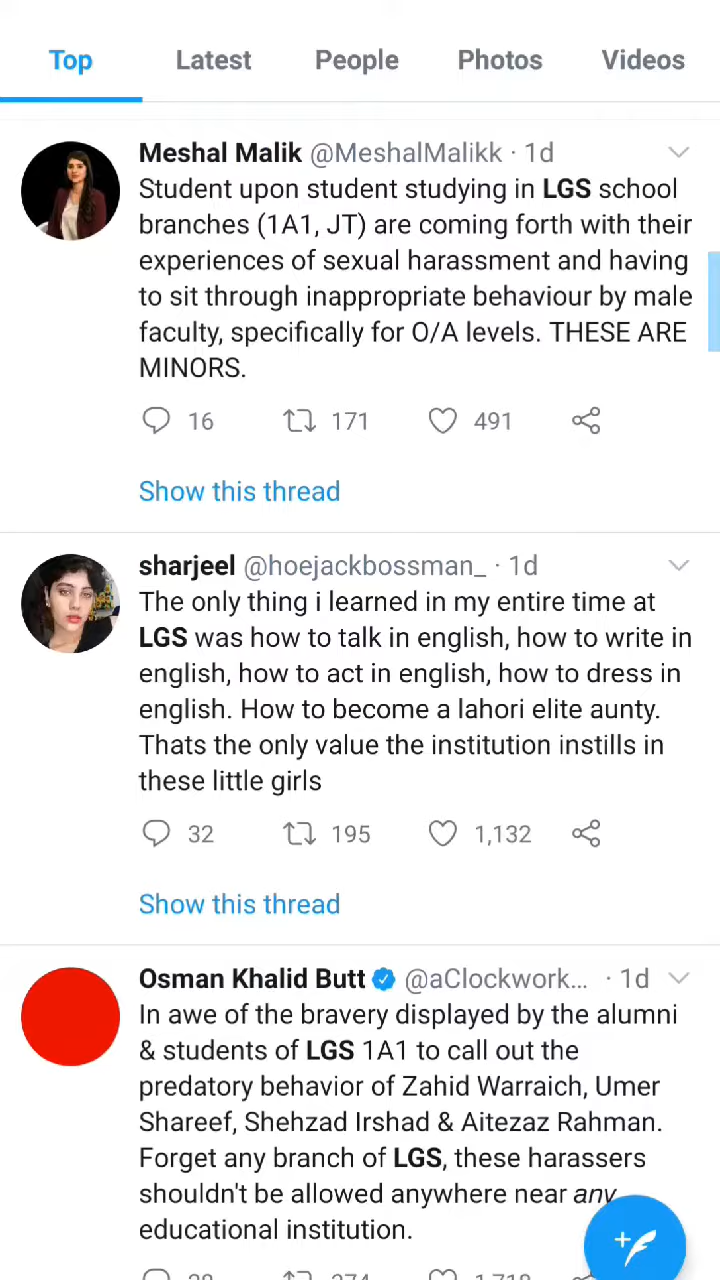 Top Latest People Photos Videos
Meshal Malik @MeshalMalikk · 1d
Student upon student studying in LGS school
branches (1A1, JT) are coming forth with their
experiences of sexual harassment and having
to sit through inappropriate behaviour by male
faculty, specifically for O/A levels. THESE ARE
MINORS.
16 171 491
Show this thread
sharjeel @hoejackbossman_ · 1d
The only thing i learned in my entire time at
LGS was how to talk in english, how to write in
english, how to act in english, how to dress in
english. How to become a lahori elite aunty.
Thats the only value the institution instills in
these little girls
32 195 1,132
Show this thread
Osman Khalid Butt @aClockwork... · 1d
In awe of the bravery displayed by the alumni
& students of LGS 1A1 to call out the
predatory behavior of Zahid Warraich, Umer
Shareef, Shehzad Irshad & Aitezaz Rahman.
Forget any branch of LGS, these harassers
shouldn't be allowed anywhere near any
educational institution.